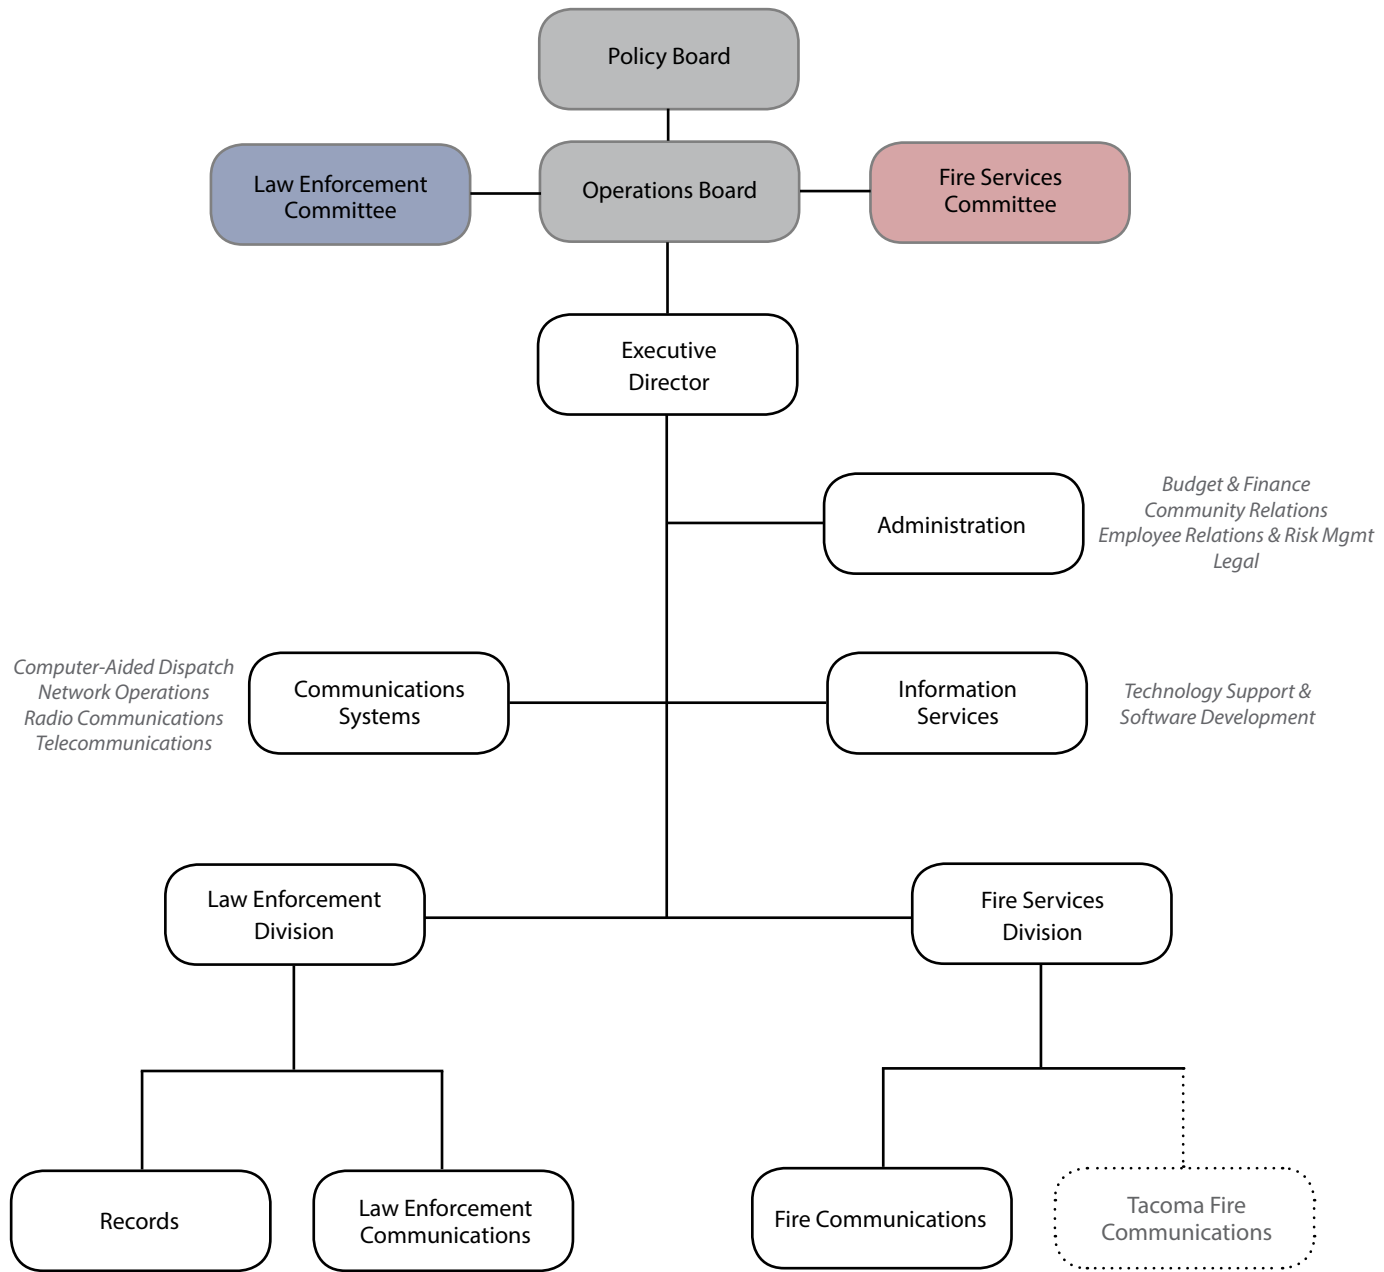 Policy Board
Law Enforcement
Committee
Operations Board
Fire Services
Committee
Executive
Director
Administration
Budget & Finance
Community Relations
Employee Relations & Risk Mgmt
Legal
Computer-Aided Dispatch
Network Operations
Radio Communications
Telecommunications
Communications
Systems
Information
Services
Technology Support &
Software Development
Law Enforcement
Division
Fire Services
Division
Records
Law Enforcement
Communications
Fire Communications
Tacoma Fire
Communications